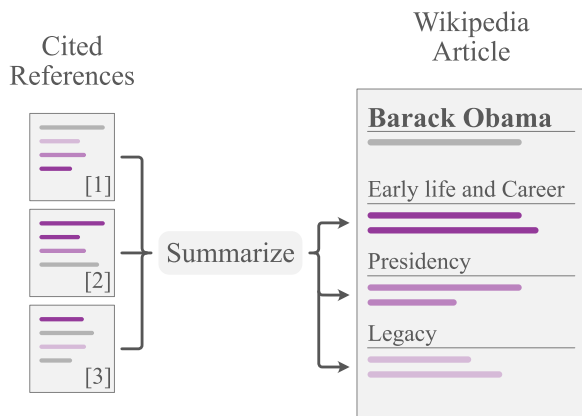 Cited
References
[1]
[2]
[3]
Summarize
Wikipedia
Article
Barack Obama
Early life and Career
Presidency
Legacy